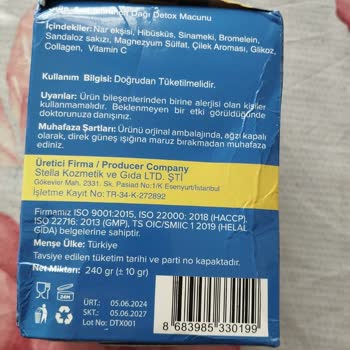 Dağı Detox Macunu
İçindekiler: Nar ekşisi, Hibüsküs, Sinameki, Bromelein,
Sandaloz sakızı, Magnezyum Sülfat, Çilek Aroması, Glikoz,
Collagen, Vitamin C
Kullanım Bilgisi: Doğrudan Tüketilmelidir.
Uyarılar: Ürün bileşenlerinden birine alerjisi olan kişiler
kullanmamalıdır. Beklenmeyen bir etki görüldüğünde
doktorunuza danışınız.
Muhafaza Şartları: Ürünü orjinal ambalajında, ağzı kapalı
olarak, direk güneş ışığına maruz bırakmadan muhafaza
ediniz.
Üretici Firma / Producer Company
Stella Kozmetik ve Gıda LTD. ŞTİ
Gökevler Mah. 2331. Sk. Pasiad No:1/K Esenyurt/İstanbul
İşletme Kayit No:TR-34-K-272892
Firmamız ISO 9001:2015, ISO 22000: 2018 (HACCP),
ISO 22716: 2013 (GMP), TS OIC/SMIIC 1 2019 (HELAL
GIDA) belgelerine sahiptir.
Menşe Ülke: Türkiye
Tavsiye edilen tüketim tarihi ve parti no kapaktadır.
Net Miktarı: 240 gr (± 10 gr)
24M
ÜRT.: 05.06.2024
SKT.: 05.06.2027
Lot No: DTX001
8 683985 330199